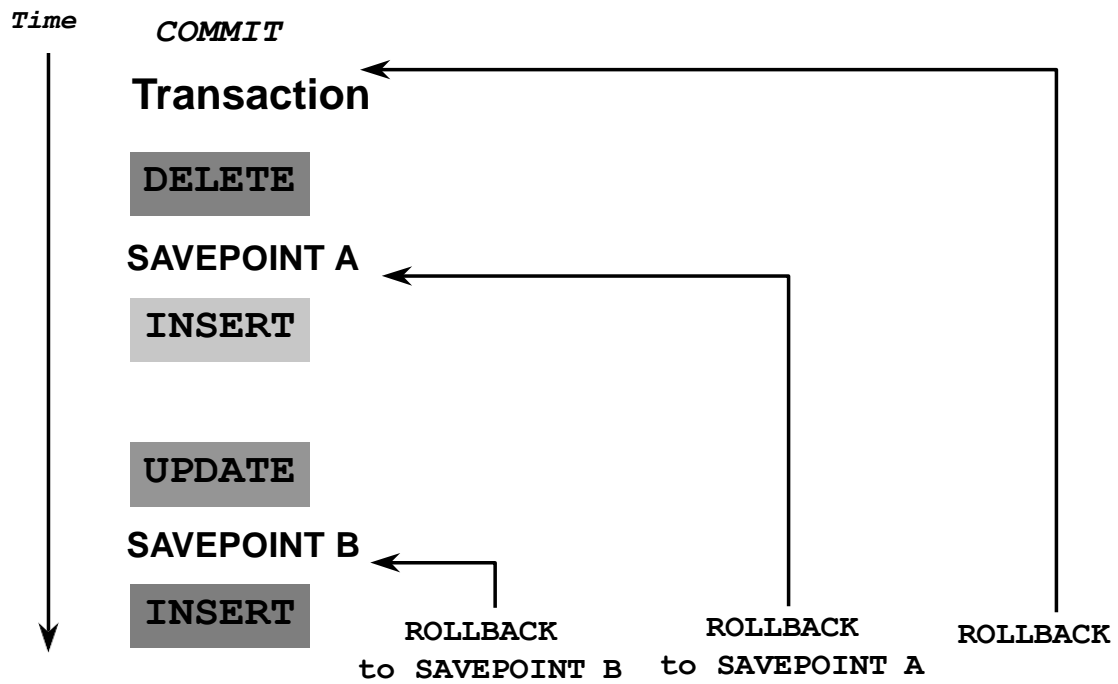 Time
COMMIT
Transaction
DELETE
SAVEPOINT A
INSERT
UPDATE
SAVEPOINT B
INSERT
ROLLBACK
to SAVEPOINT B
ROLLBACK
to SAVEPOINT A
ROLLBACK